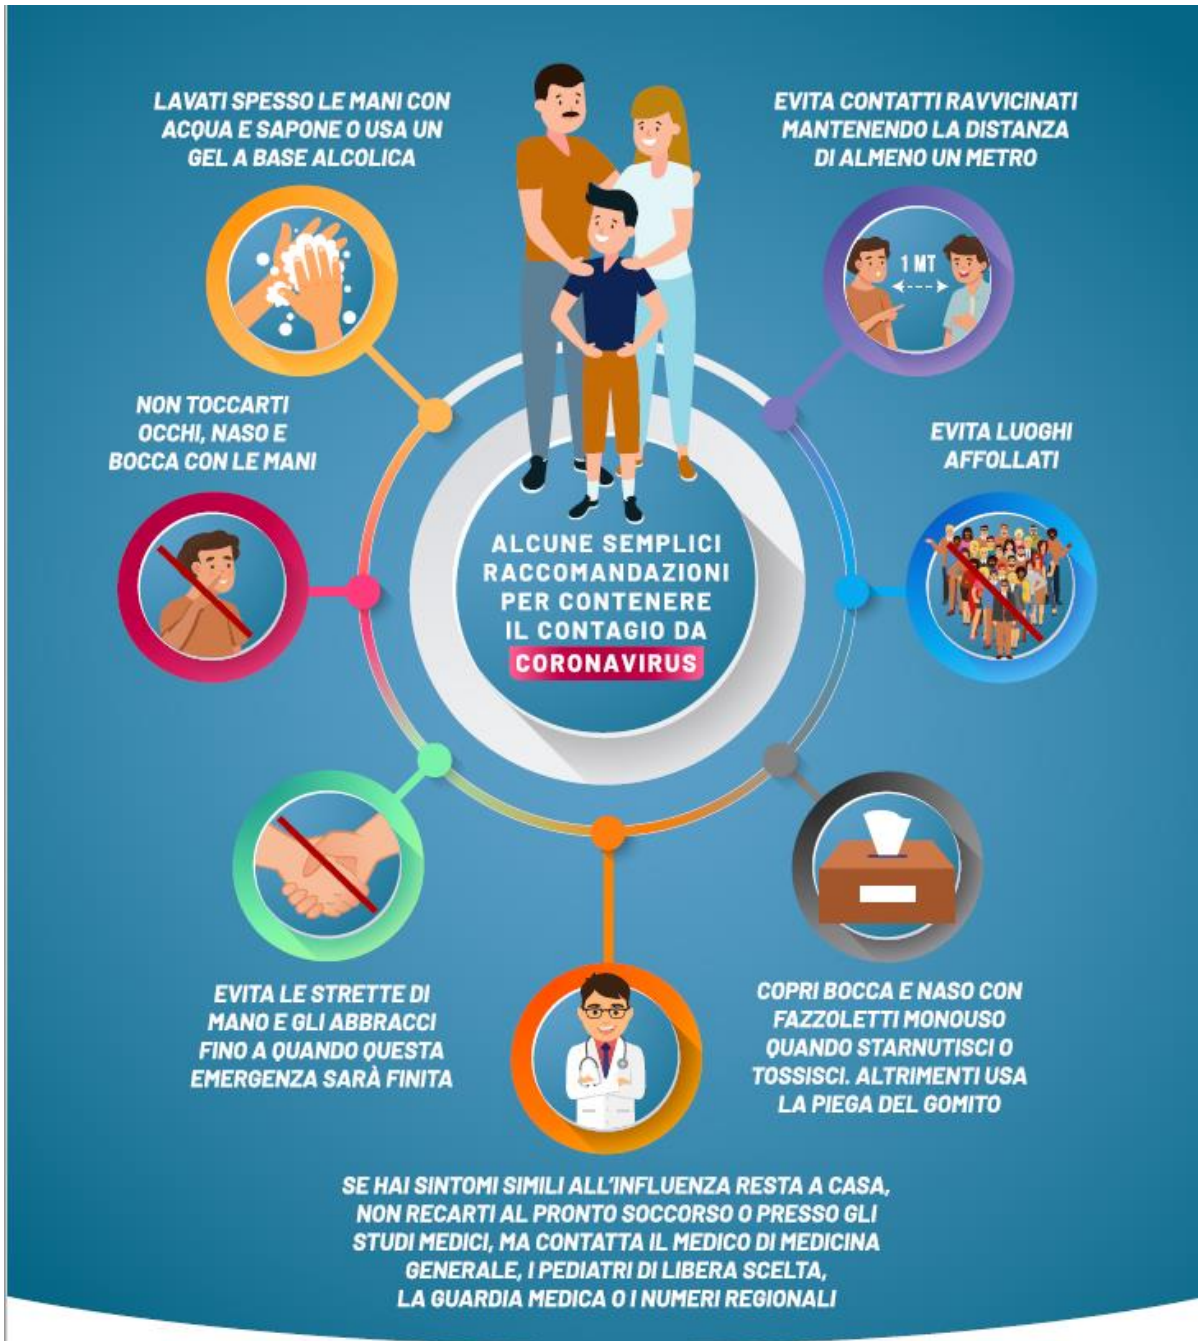 LAVATI SPESSO LE MANI CON
ACQUA E SAPONE O USA UN
GEL A BASE ALCOLICA
EVITA CONTATTI RAVVICINATI
MANTENENDO LA DISTANZA
DI ALMENO UN METRO
1 MT
NON TOCCARTI
OCCHI, NASO E
BOCCA CON LE MANI
EVITA LUOGHI
AFFOLLATI
ALCUNE SEMPLICI
RACCOMANDAZIONI
PER CONTENERE
IL CONTAGIO DA
CORONAVIRUS
EVITA LE STRETTE DI
MANO E GLI ABBRACCI
FINO A QUANDO QUESTA
EMERGENZA SARÀ FINITA
COPRI BOCCA E NASO CON
FAZZOLETTI MONOUSO
QUANDO STARNUTISCI O
TOSSISCI. ALTRIMENTI USA
LA PIEGA DEL GOMITO
SE HAI SINTOMI SIMILI ALL'INFLUENZA RESTA A CASA,
NON RECARTI AL PRONTO SOCCORSO O PRESSO GLI
STUDI MEDICI, MA CONTATTA IL MEDICO DI MEDICINA
GENERALE, I PEDIATRI DI LIBERA SCELTA,
LA GUARDIA MEDICA O I NUMERI REGIONALI